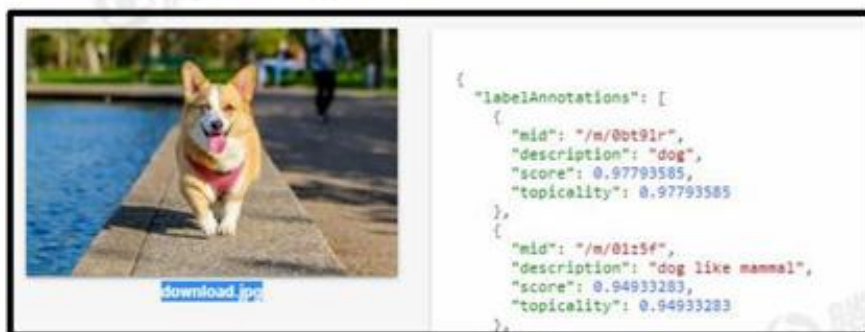 download.jpg
{
"labelAnnotations": [
{
"mid": "/m/0bt9lr",
"description": "dog",
"score": 0.97793585,
"topicality": 0.97793585
},
{
"mid": "/m/01z5f",
"description": "dog like mammal",
"score": 0.94933283,
"topicality": 0.94933283
},